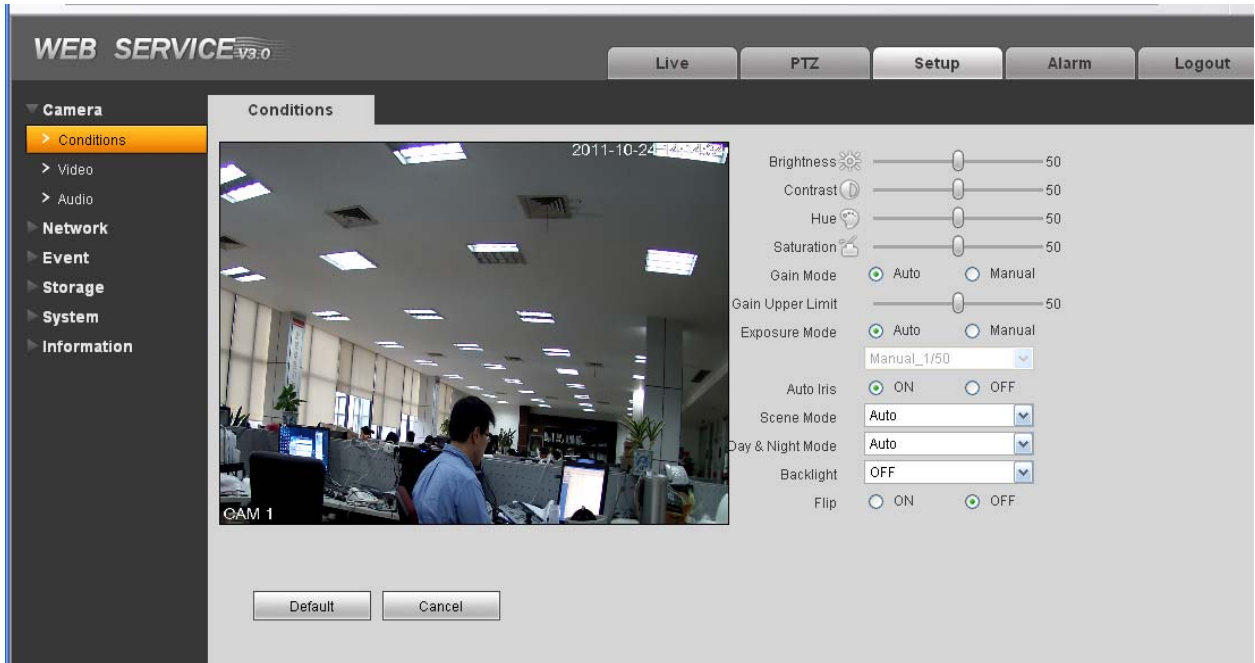 WEB SERVICE V3.0
Live
PTZ
Setup
Alarm
Logout
Camera
Conditions
Video
Audio
Network
Event
Storage
System
Information
Conditions
2011-10-24
CAM 1
Brightness 50
Contrast 50
Hue 50
Saturation 50
Gain Mode Auto Manual
Gain Upper Limit 50
Exposure Mode Auto Manual
Manual_1/50
Auto Iris ON OFF
Scene Mode Auto
Day & Night Mode Auto
Backlight OFF
Flip ON OFF
Default Cancel